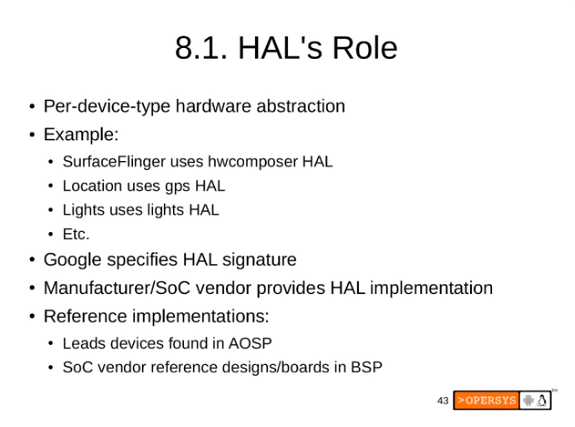 8.1. HAL's Role
• Per-device-type hardware abstraction
• Example:
• SurfaceFlinger uses hwcomposer HAL
• Location uses gps HAL
• Lights uses lights HAL
• Etc.
• Google specifies HAL signature
• Manufacturer/SoC vendor provides HAL implementation
• Reference implementations:
• Leads devices found in AOSP
• SoC vendor reference designs/boards in BSP
43 >OPERSYS